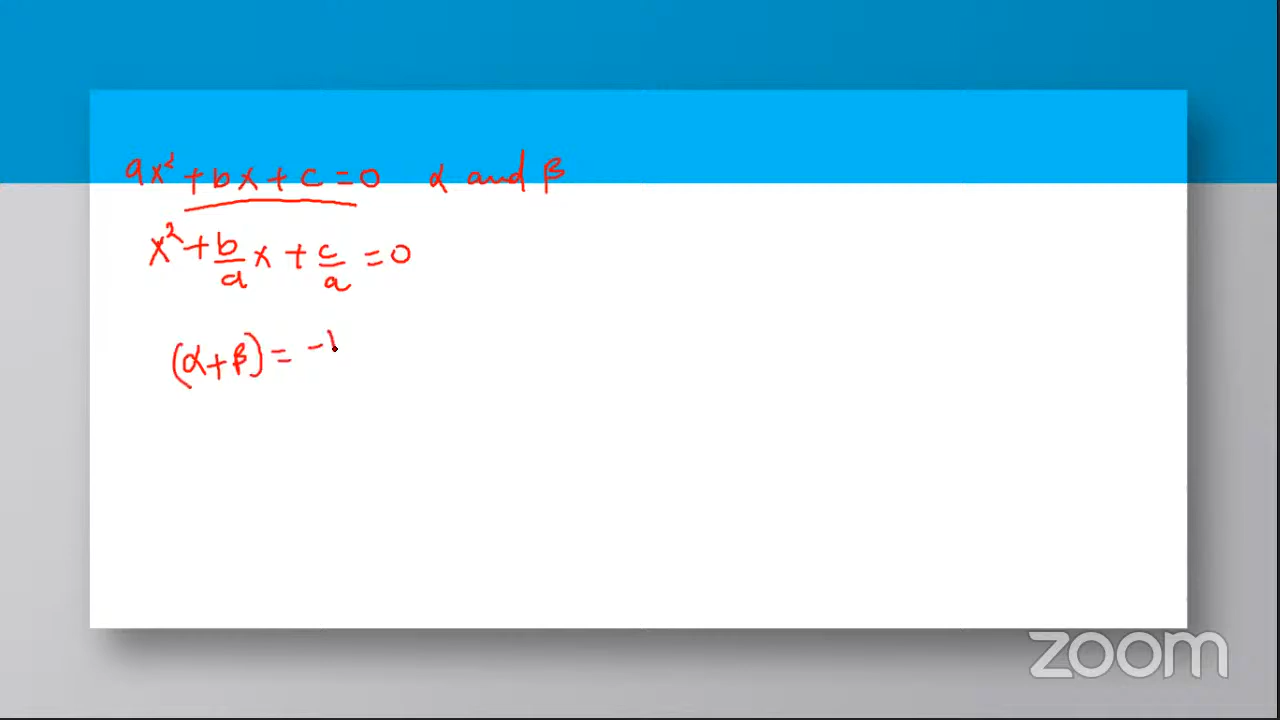 ax² + bx + c = 0 α and β
x² + b/a x + c/a = 0
(α + β) = -
zoom